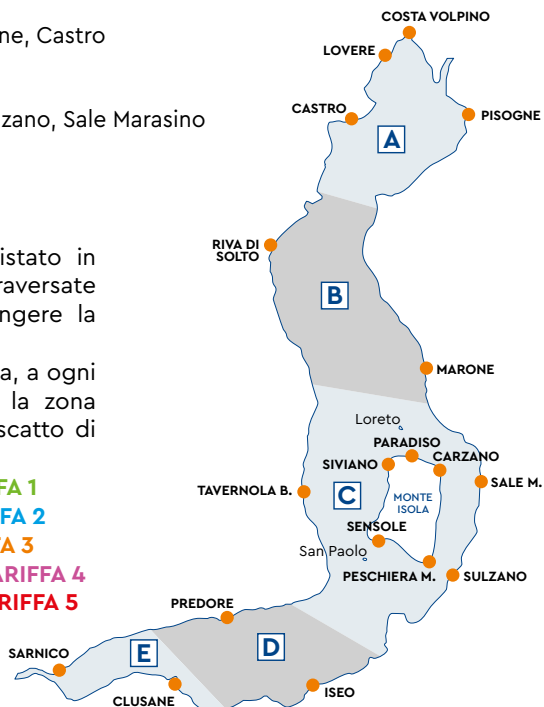 ne, Castro
zano, Sale Marasino
istato in
raversate
ngere la
a, a ogni
la zona
scatto di
FA 1
FA 2
A 3
ARIFFA 4
RIFFA 5
COSTA VOLPINO
LOVERE
CASTRO
PISOGNE
A
RIVA DI
SOLTO
B
MARONE
Loreto
PARADISO
CARZANO
SIVIANO
SALE M.
TAVERNOLA B.
C
MONTE
ISOLA
SENSOLE
San Paolo
PESCHIERA M.
SULZANO
PREDORE
D
E
SARNICO
ISEO
CLUSANE